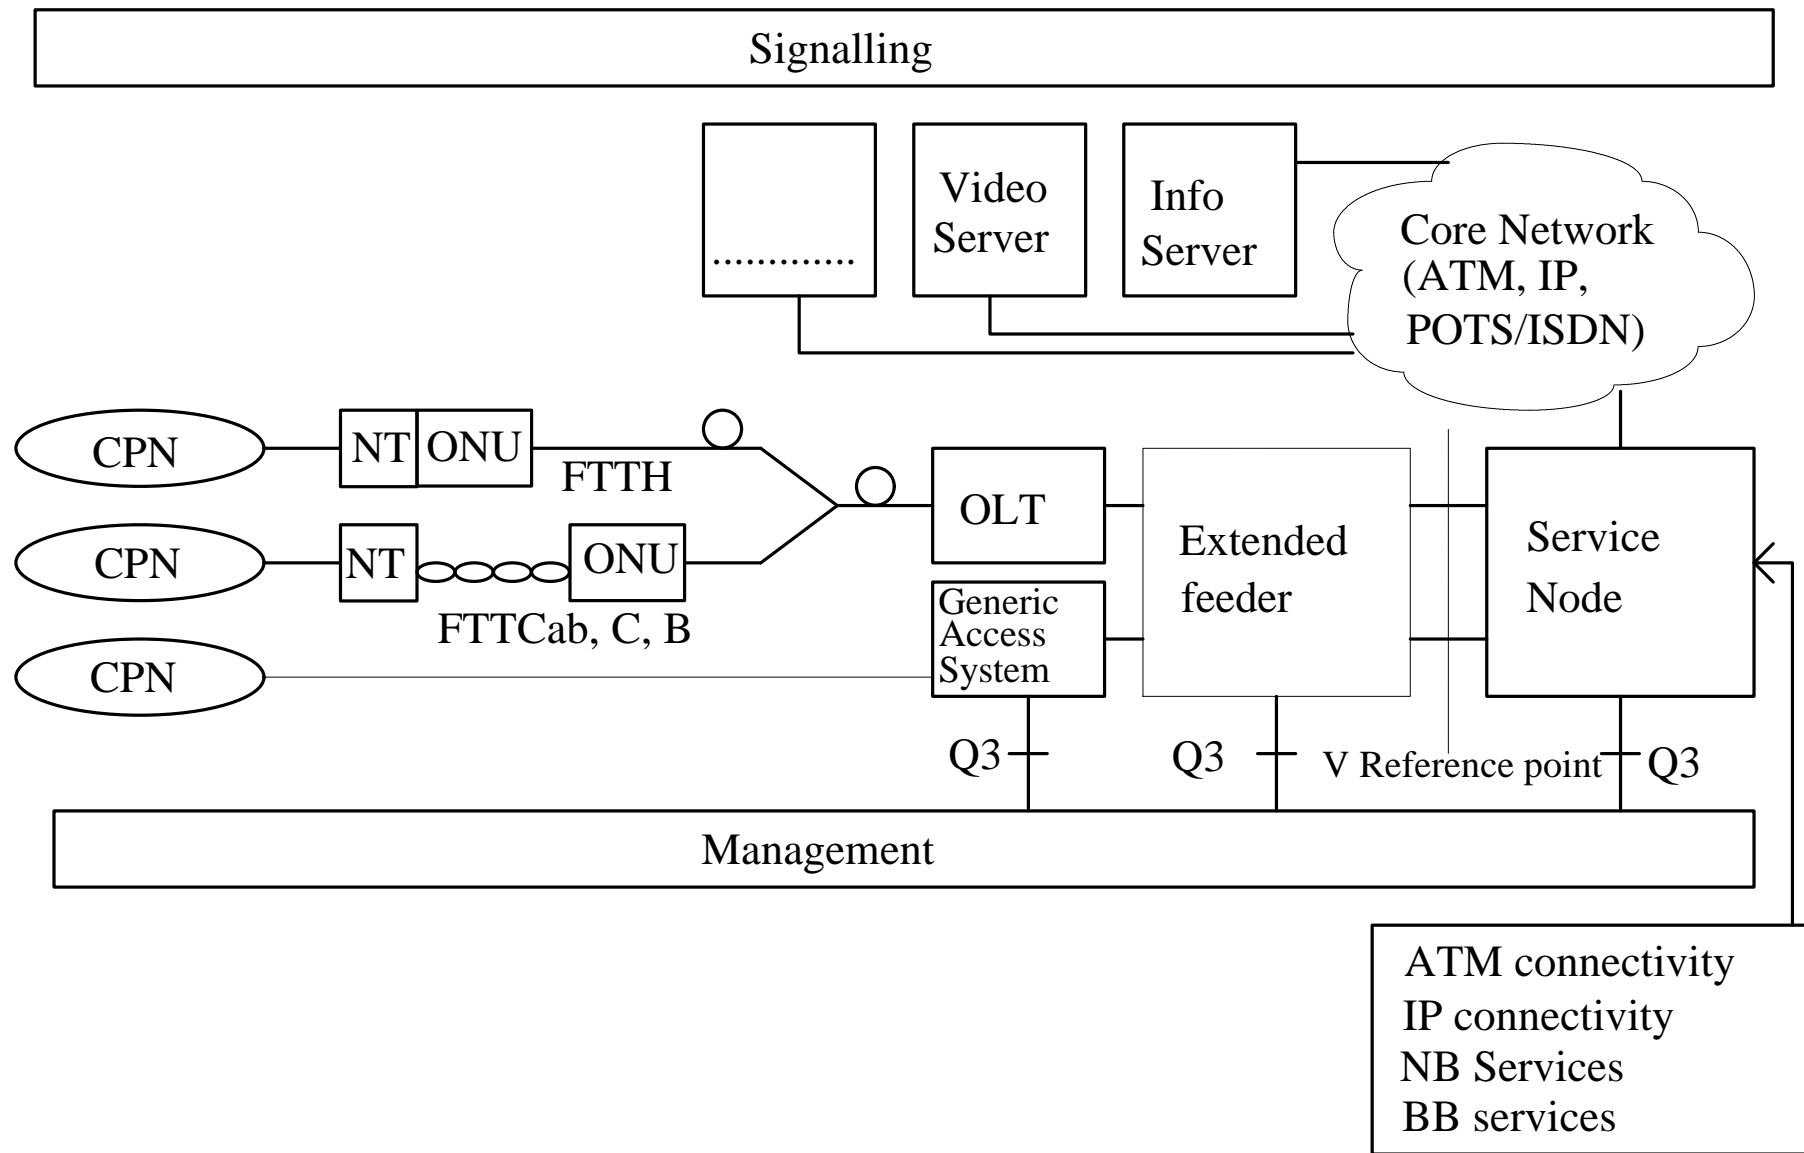 Signalling
.............
Video
Server
Info
Server
Core Network
(ATM, IP,
POTS/ISDN)
CPN
NT
ONU
FTTH
CPN
NT
ONU
FTTCab, C, B
CPN
OLT
Generic
Access
System
Extended
feeder
Service
Node
Q3
Q3
V Reference point
Q3
Management
ATM connectivity
IP connectivity
NB Services
BB services